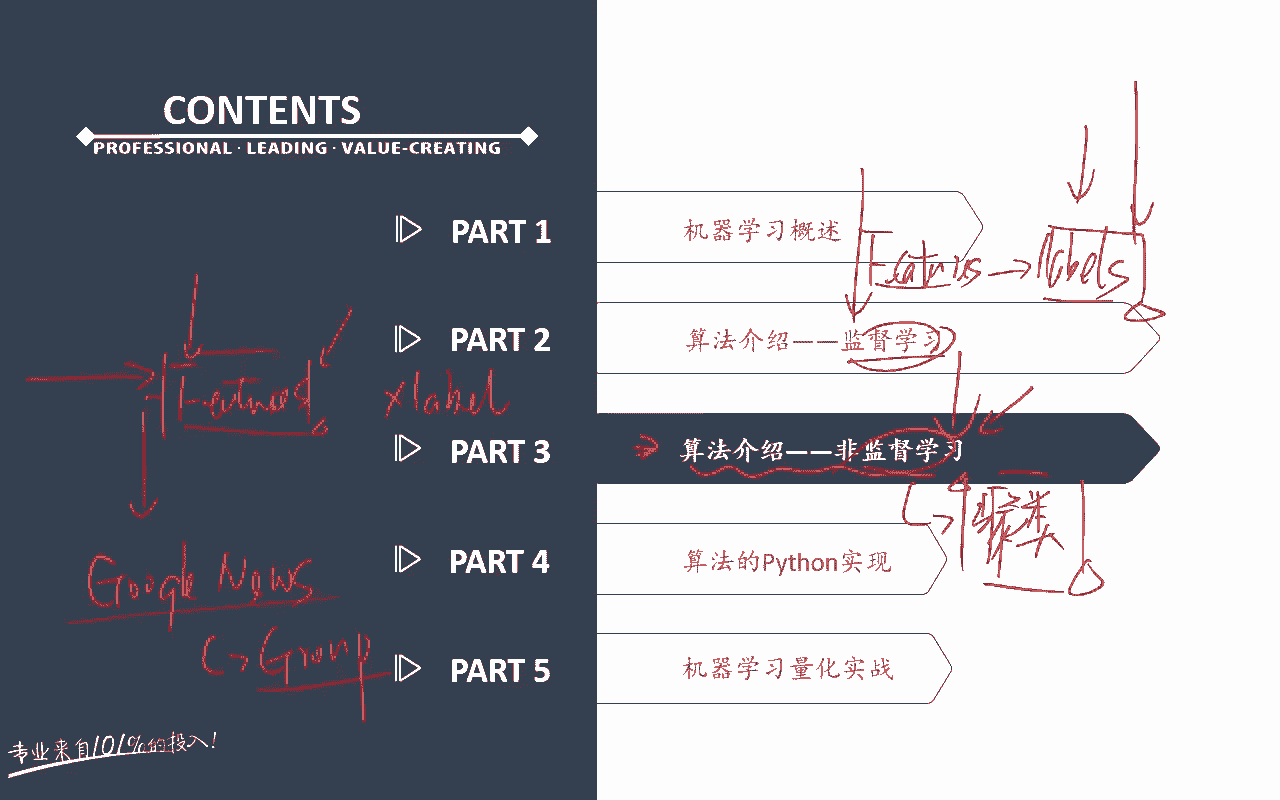 CONTENTS
PROFESSIONAL · LEADING · VALUE-CREATING
PART 1
机器学习概述
Features → labels
PART 2
算法介绍——监督学习
Features
×label
PART 3
算法介绍——非监督学习
聚类
PART 4
算法的Python实现
Google News
Group
PART 5
机器学习量化实战
专业来自101%的投入!